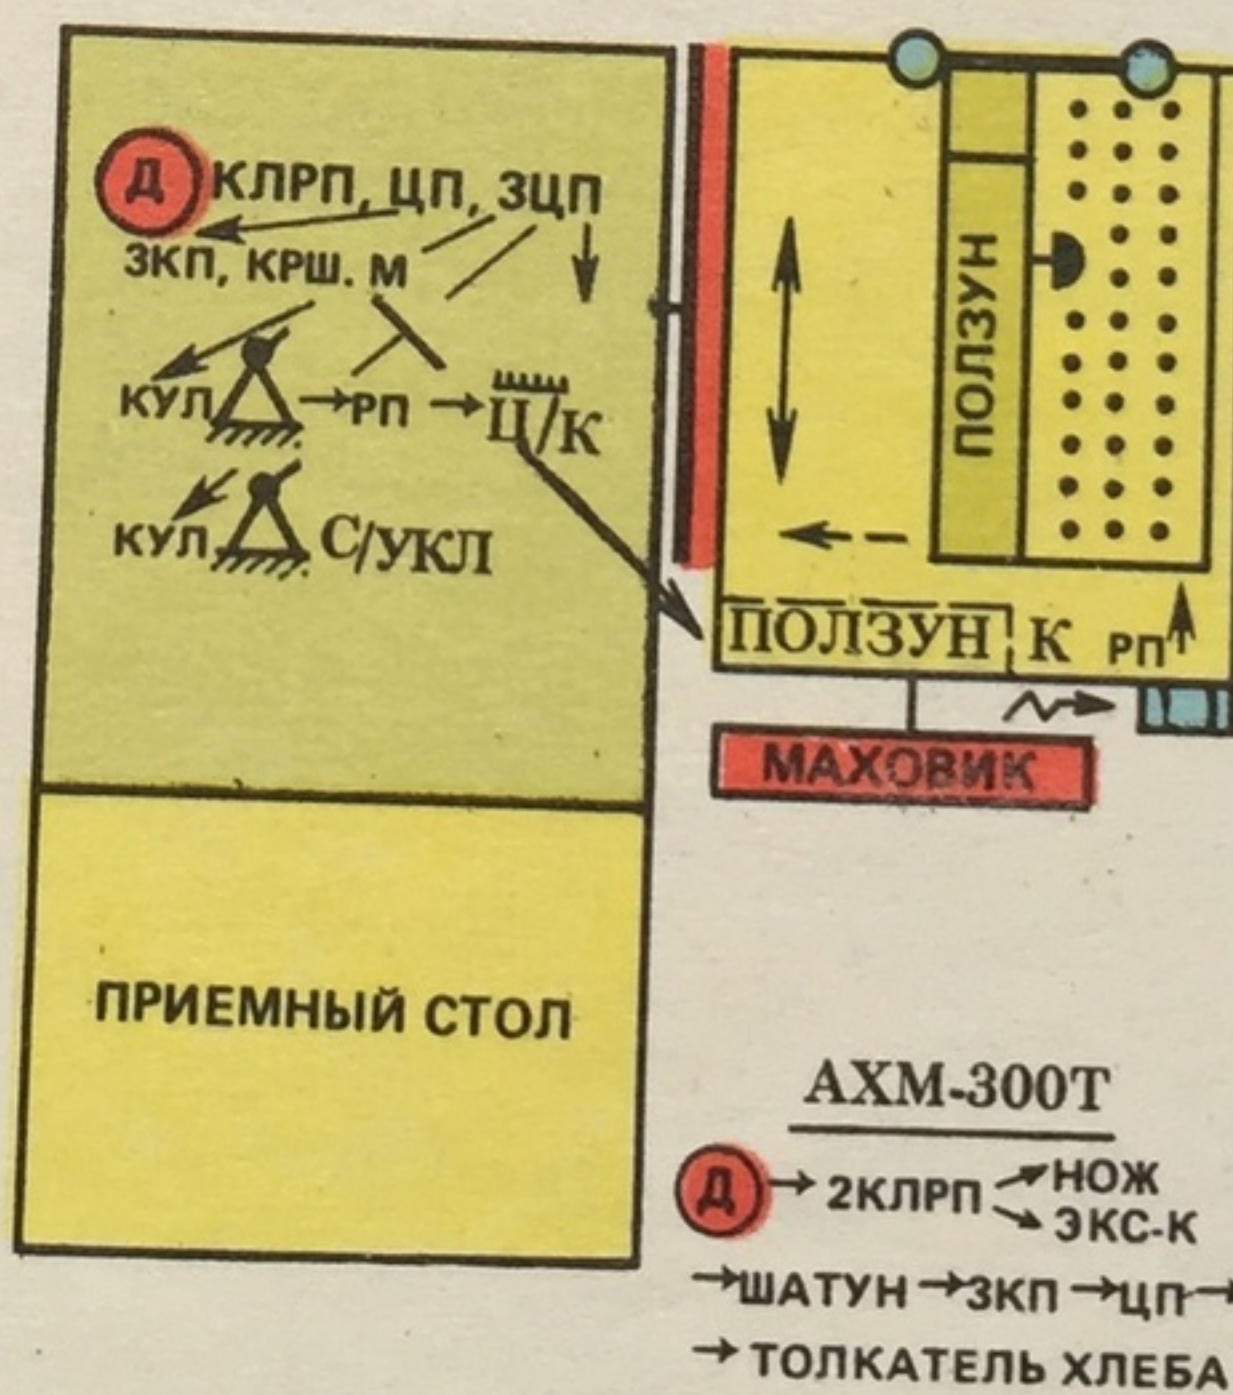 Д КЛРП, ЦП, ЗЦП
ЗКП, КРШ. М
КУЛ. РП Ц/К
КУЛ. С/УКЛ
ПРИЕМНЫЙ СТОЛ
ПОЛЗУН
ПОЛЗУН К РП
МАХОВИК
АХМ-300Т
Д → 2КЛРП → НОЖ
→ ЭКС-К
→ ШАТУН → ЗКП → ЦП →
→ ТОЛКАТЕЛЬ ХЛЕБА